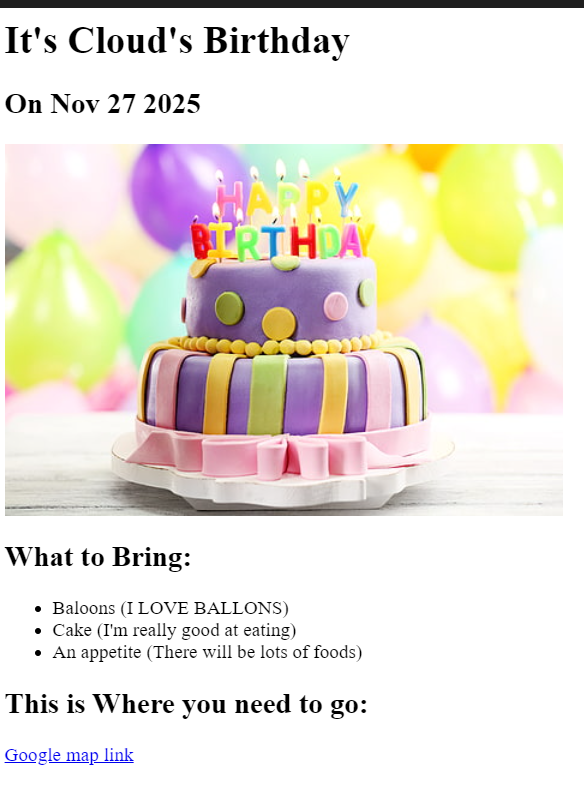 It's Cloud's Birthday
On Nov 27 2025
HAPPY
BIRTHDAY
What to Bring:
Baloons (I LOVE BALLONS)
Cake (I'm really good at eating)
An appetite (There will be lots of foods)
This is Where you need to go:
Google map link